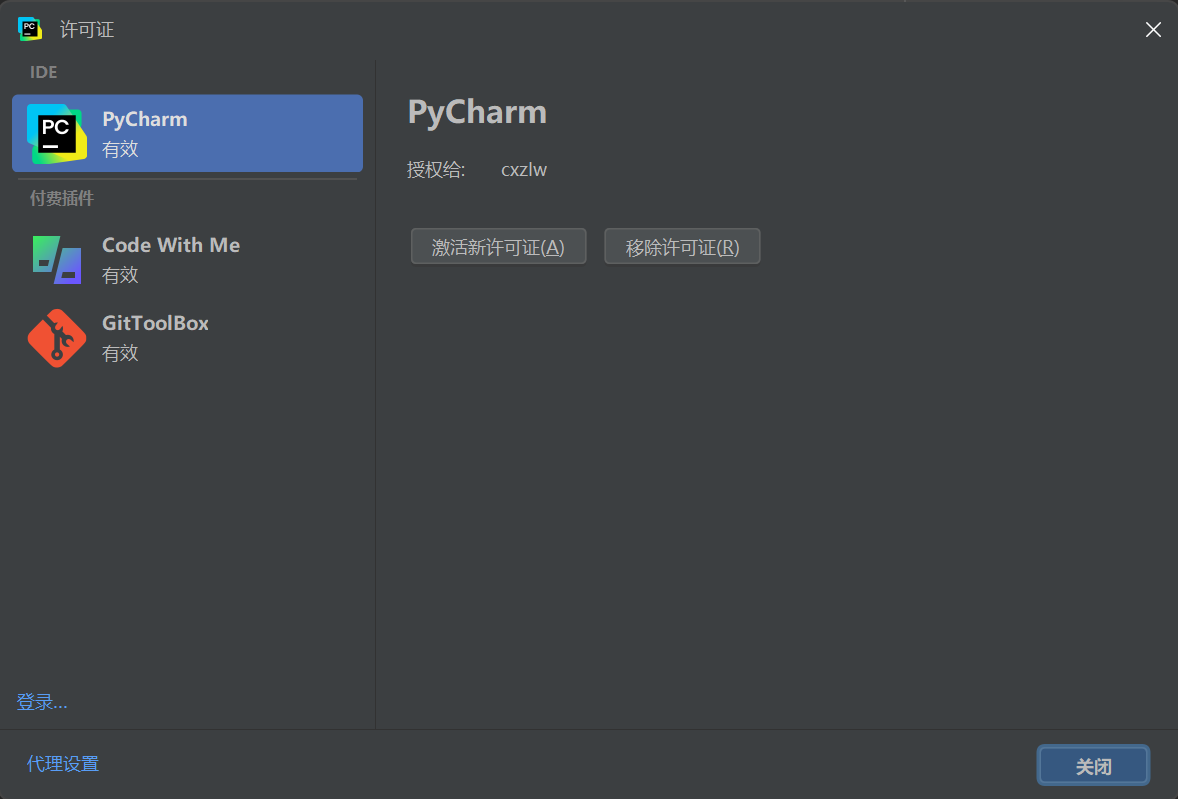 PC 许可证
IDE
PC PyCharm
有效
付费插件
Code With Me
有效
GitToolBox
有效
登录...
PyCharm
授权给: cxzlw
激活新许可证(A) 移除许可证(R)
代理设置
关闭